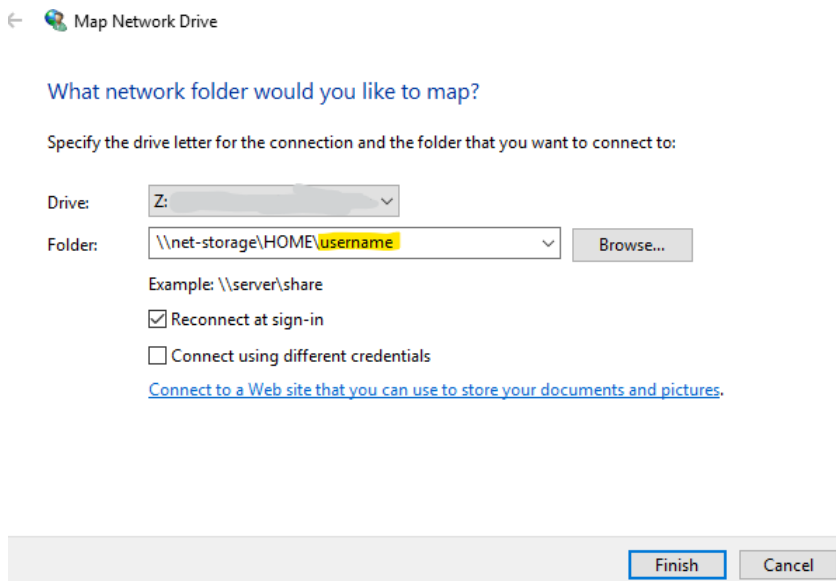 Map Network Drive
What network folder would you like to map?
Specify the drive letter for the connection and the folder that you want to connect to:
Drive: Z:
Folder: \\net-storage\HOME\username Browse...
Example: \\server\share
Reconnect at sign-in
Connect using different credentials
Connect to a Web site that you can use to store your documents and pictures.
Finish Cancel